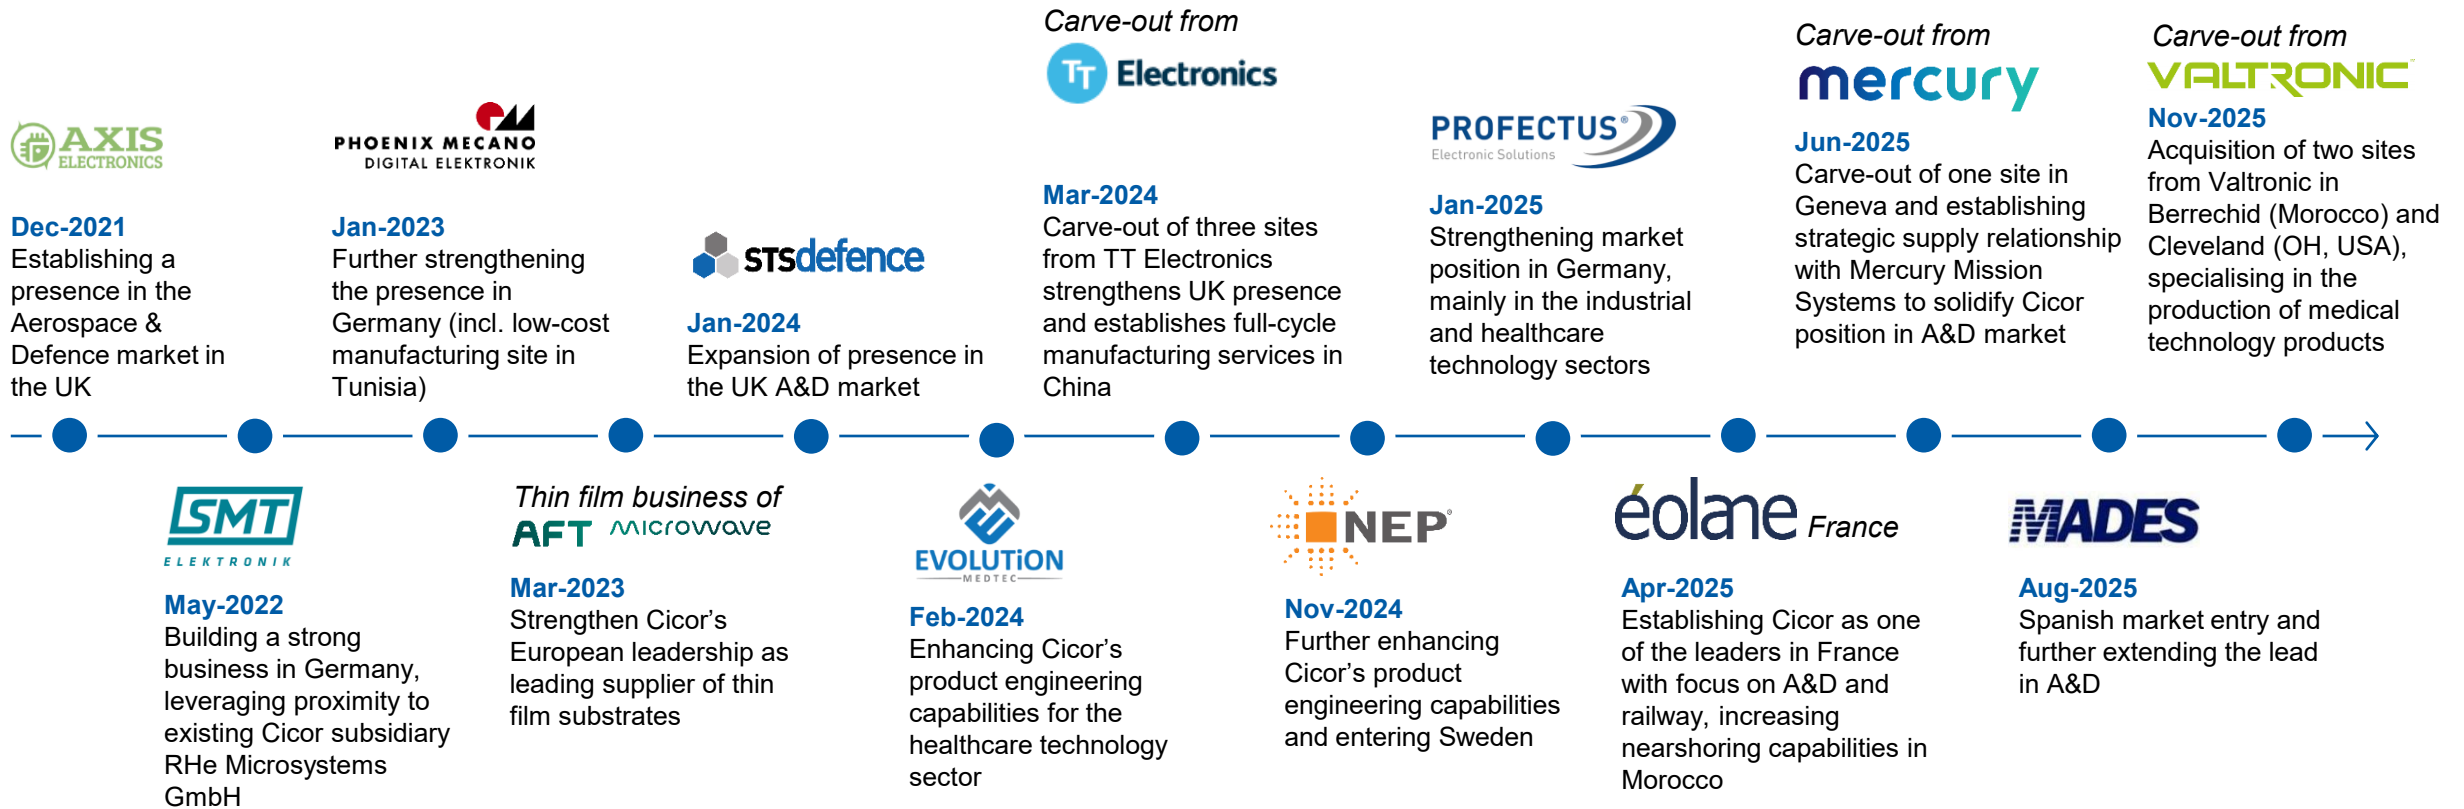 AXIS
ELECTRONICS
Dec-2021
Establishing a
presence in the
Aerospace &
Defence market in
the UK
SMT
ELEKTRONIK
May-2022
Building a strong
business in Germany,
leveraging proximity to
existing Cicor subsidiary
RHe Microsystems
GmbH
PHOENIX MECANO
DIGITAL ELEKTRONIK
Jan-2023
Further strengthening
the presence in
Germany (incl. low-cost
manufacturing site in
Tunisia)
Thin film business of
AFT microwave
Mar-2023
Strengthen Cicor’s
European leadership as
leading supplier of thin
film substrates
STSdefence
Jan-2024
Expansion of presence in
the UK A&D market
EVOLUTiON
MEDTEC
Feb-2024
Enhancing Cicor’s
product engineering
capabilities for the
healthcare technology
sector
Carve-out from
TT Electronics
Mar-2024
Carve-out of three sites
from TT Electronics
strengthens UK presence
and establishes full-cycle
manufacturing services in
China
NEP®
Nov-2024
Further enhancing
Cicor’s product
engineering capabilities
and entering Sweden
PROFECTUS®
Electronic Solutions
Jan-2025
Strengthening market
position in Germany,
mainly in the industrial
and healthcare
technology sectors
éolane France
Apr-2025
Establishing Cicor as one
of the leaders in France
with focus on A&D and
railway, increasing
nearshoring capabilities in
Morocco
Carve-out from
mercury
Jun-2025
Carve-out of one site in
Geneva and establishing
strategic supply relationship
with Mercury Mission
Systems to solidify Cicor
position in A&D market
MADES
Aug-2025
Spanish market entry and
further extending the lead
in A&D
Carve-out from
VALTRONIC™
Nov-2025
Acquisition of two sites
from Valtronic in
Berrechid (Morocco) and
Cleveland (OH, USA),
specialising in the
production of medical
technology products